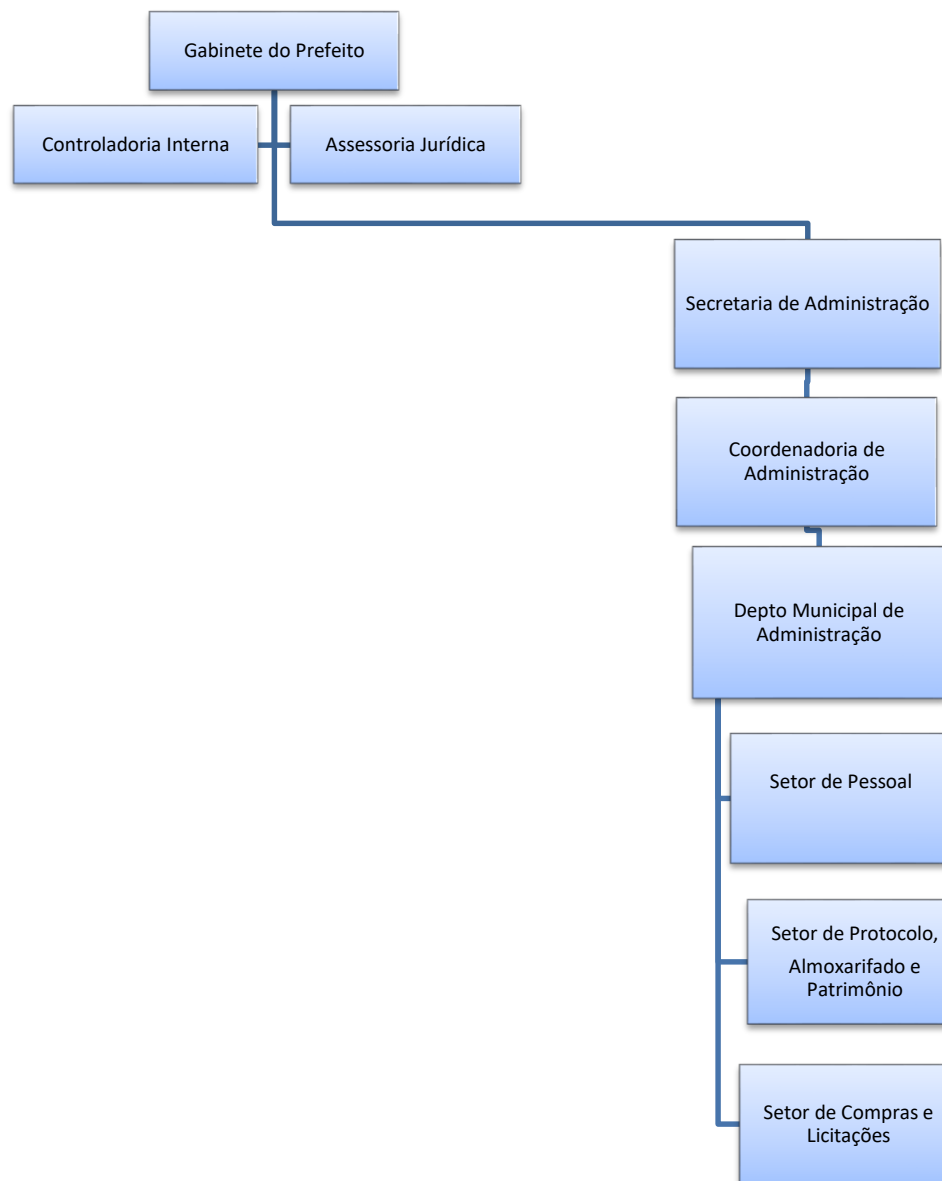 Gabinete do Prefeito
Controladoria Interna
Assessoria Jurídica
Secretaria de Administração
Coordenadoria de
Administração
Depto Municipal de
Administração
Setor de Pessoal
Setor de Protocolo,
Almoxarifado e
Patrimônio
Setor de Compras e
Licitações